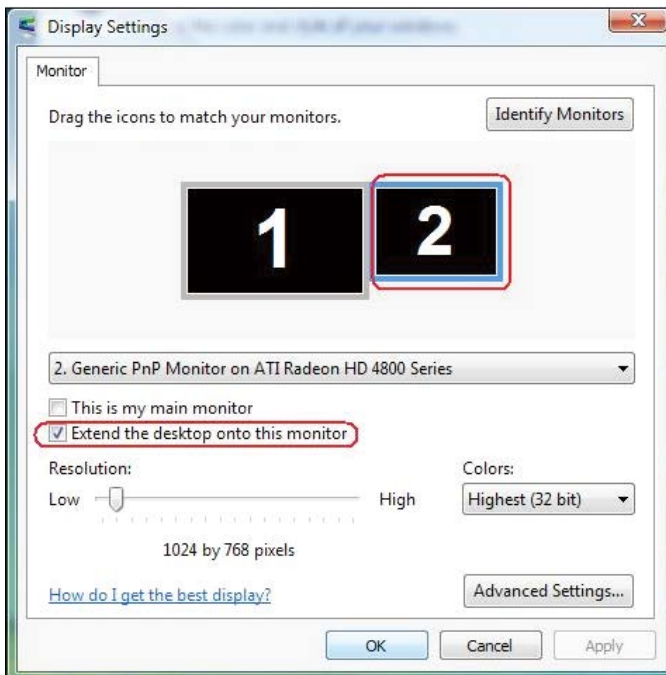 Display Settings
Monitor
Drag the icons to match your monitors.
Identify Monitors
1
2
2. Generic PnP Monitor on ATI Radeon HD 4800 Series
This is my main monitor
Extend the desktop onto this monitor
Resolution:
Colors:
Low
High
Highest (32 bit)
1024 by 768 pixels
How do I get the best display?
Advanced Settings...
OK
Cancel
Apply